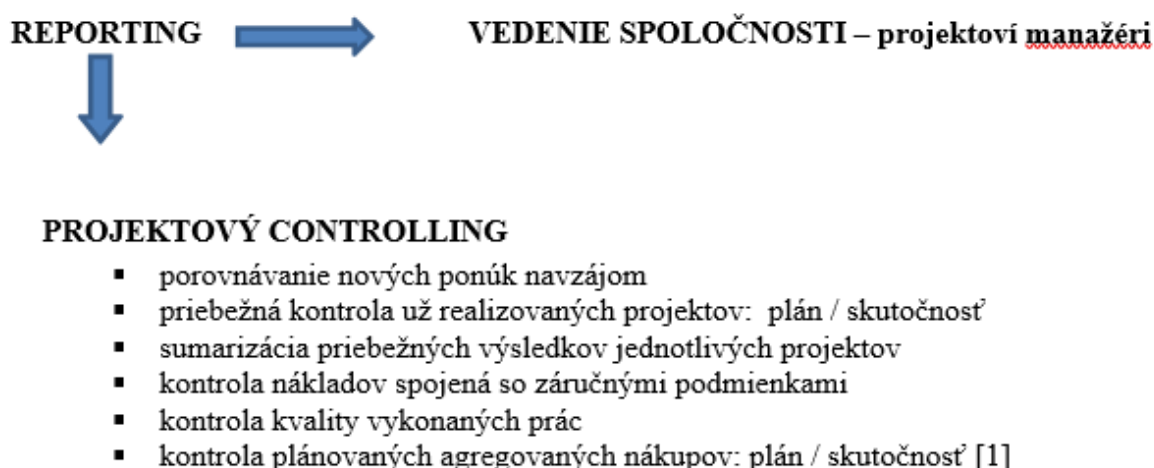 REPORTING VEDENIE SPOLOČNOSTI – projektoví manažéri
PROJEKTOVÝ CONTROLLING
▪ porovnávanie nových ponúk navzájom
▪ priebežná kontrola už realizovaných projektov: plán / skutočnosť
▪ sumarizácia priebežných výsledkov jednotlivých projektov
▪ kontrola nákladov spojená so záručnými podmienkami
▪ kontrola kvality vykonaných prác
▪ kontrola plánovaných agregovaných nákupov: plán / skutočnosť [1]